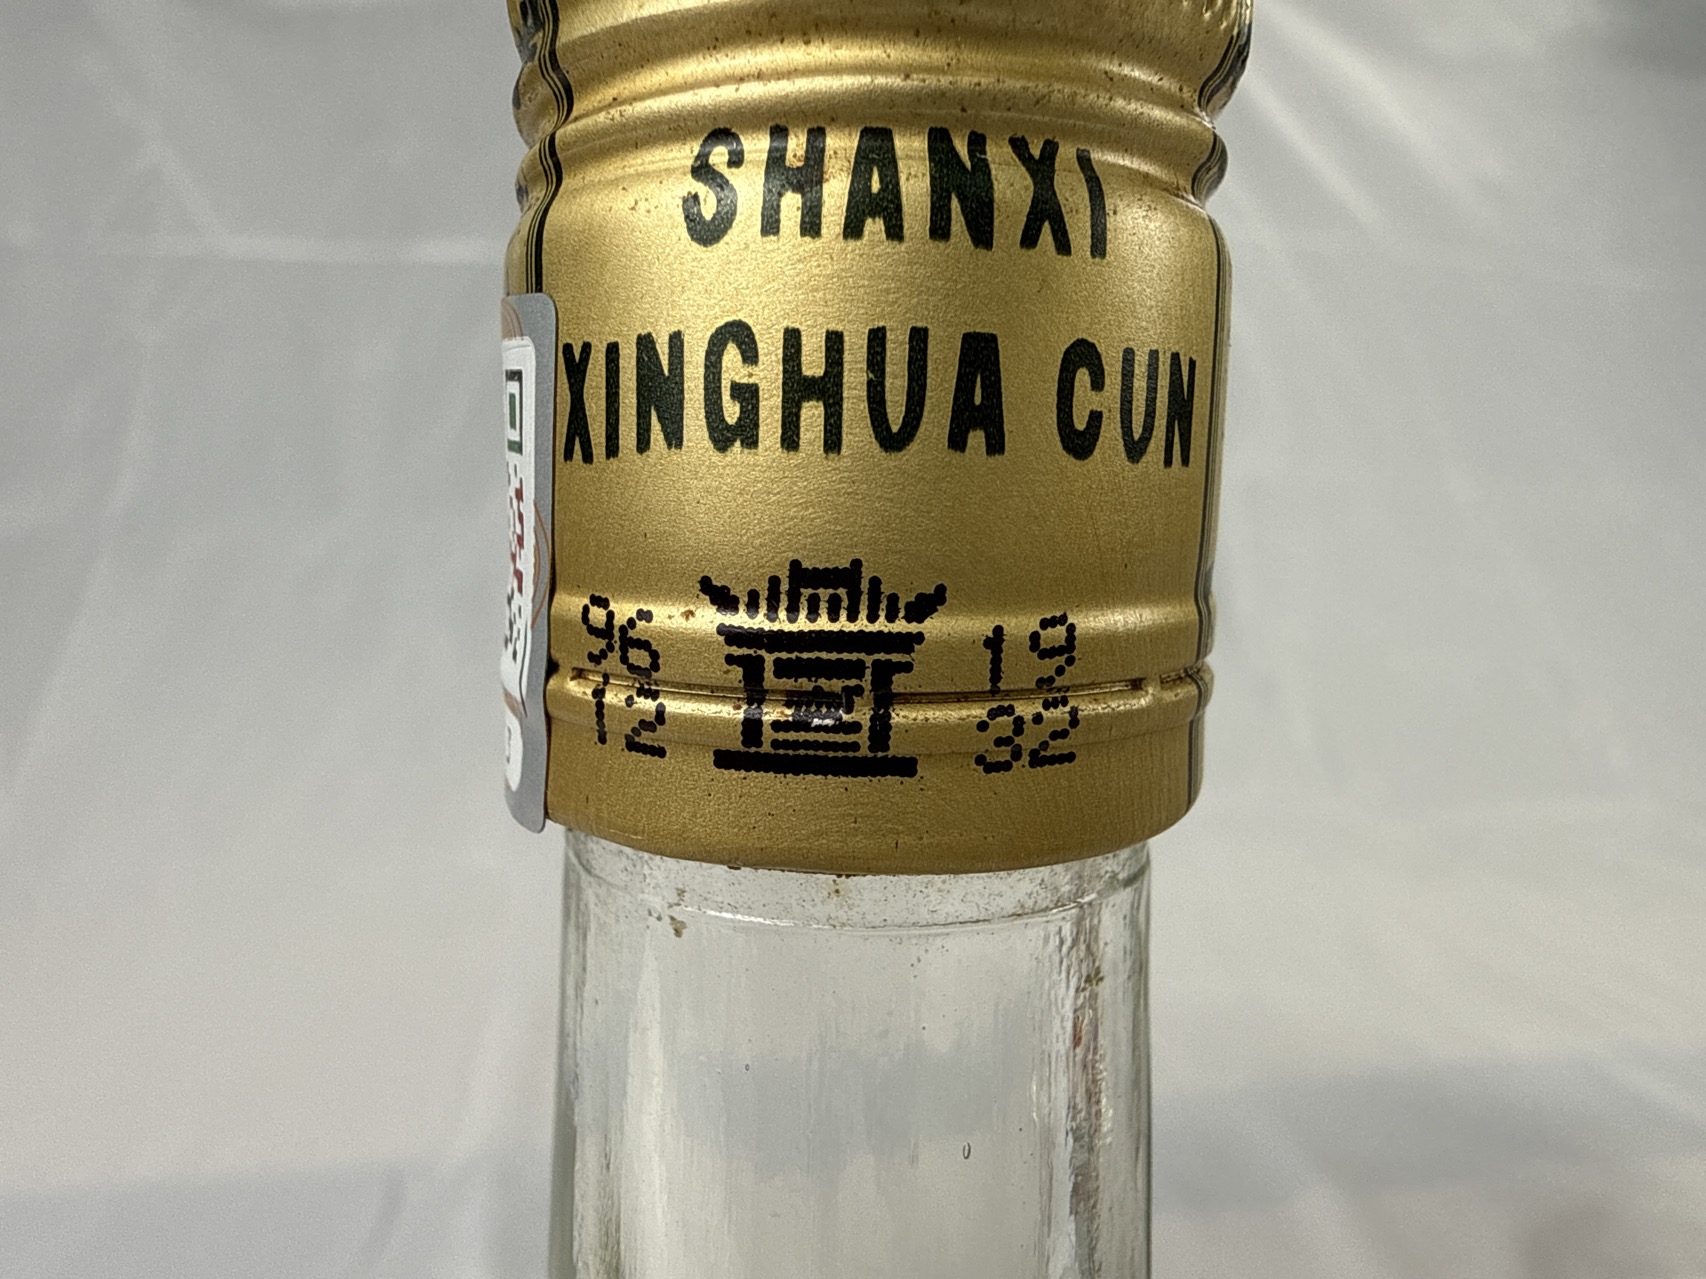 SHANXI
XINGHUA CUN
96 19
12 32